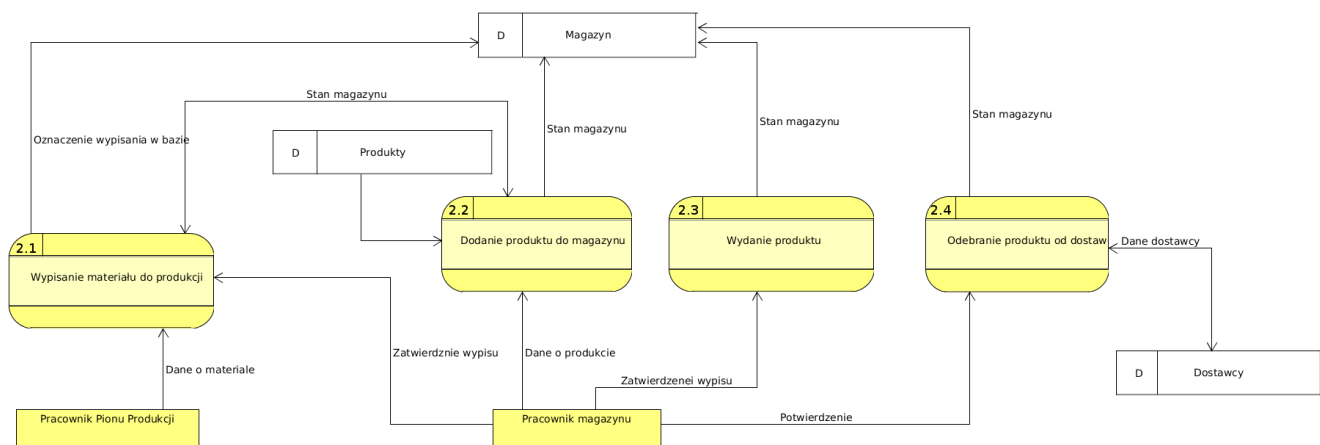 D Magazyn
Stan magazynu
Oznaczenie wypisania w bazie
Stan magazynu
Stan magazynu
Stan magazynu
D Produkty
2.2
Dodanie produktu do magazynu
2.3
Wydanie produktu
2.4
Odebranie produktu od dostaw
Dane dostawcy
2.1
Wypisanie materiału do produkcji
Zatwierdznie wypisu
Dane o produkcie
Dane o materiale
Zatwierdzenei wypisu
D Dostawcy
Pracownik Pionu Produkcji
Pracownik magazynu
Potwierdzenie